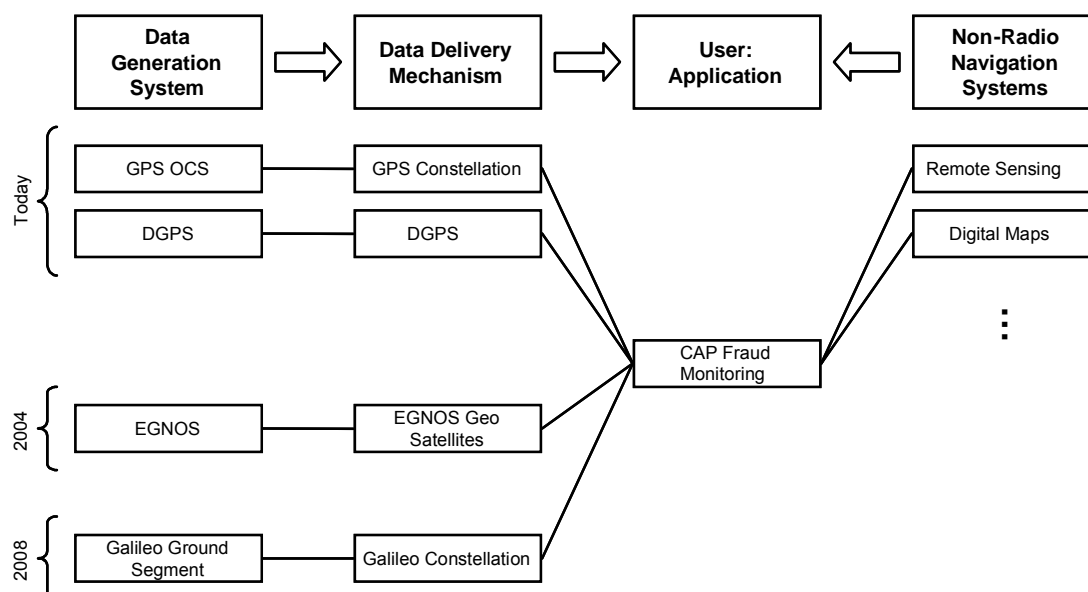 Data
Generation
System
Data Delivery
Mechanism
User:
Application
Non-Radio
Navigation
Systems
Today
GPS OCS
GPS Constellation
Remote Sensing
DGPS
DGPS
Digital Maps
CAP Fraud
Monitoring
2004
EGNOS
EGNOS Geo
Satellites
2008
Galileo Ground
Segment
Galileo Constellation